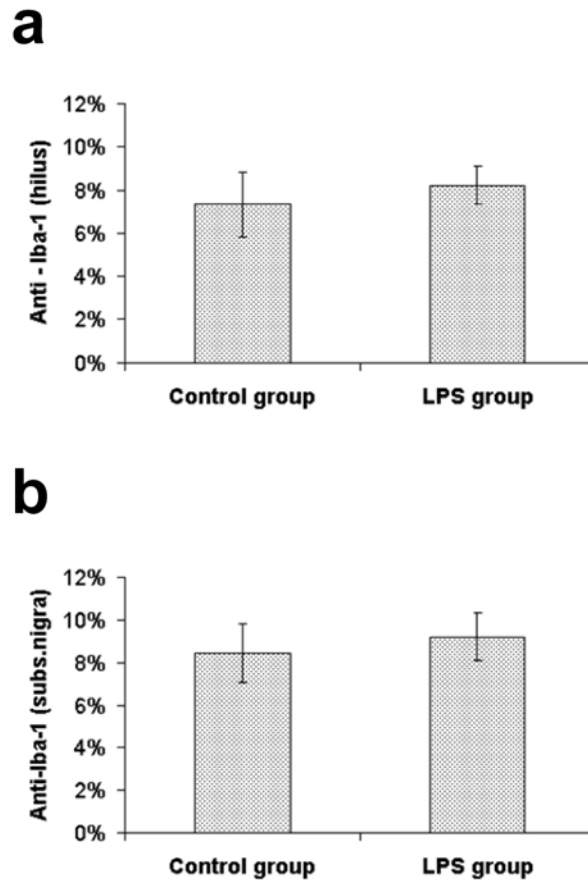 a
12%
10%
8%
6%
4%
2%
0%
Anti - Iba-1 (hilus)
Control group LPS group
b
12%
10%
8%
6%
4%
2%
0%
Anti-Iba-1 (subs.nigra)
Control group LPS group